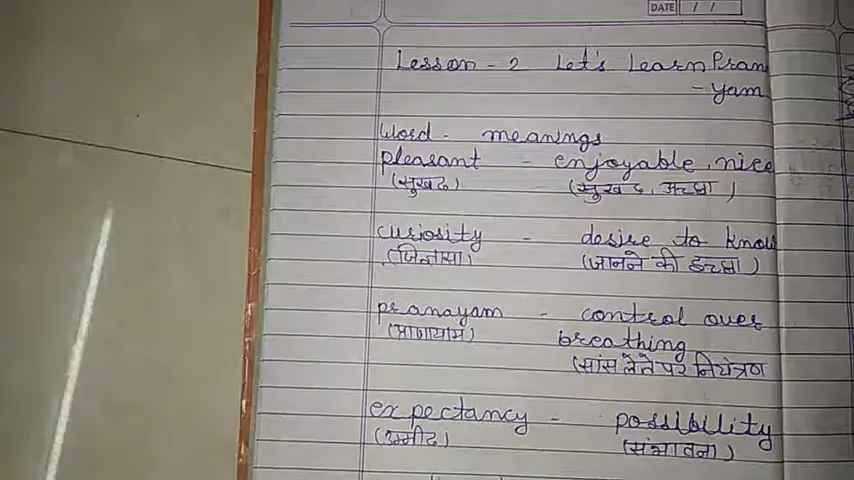 DATE / /
Lesson - 2 Let's Learn Pran
- yam
Word - meanings
pleasant - enjoyable, nice
(सुखद) (सुखद, अच्छा)
curiosity - desire to know
(जिज्ञासा) (जानने की इच्छा)
pranayam - control over
(प्राणायाम) breathing
(सांस लेने पर नियंत्रण
expectancy - possibility
(उम्मीद) (संभावना)